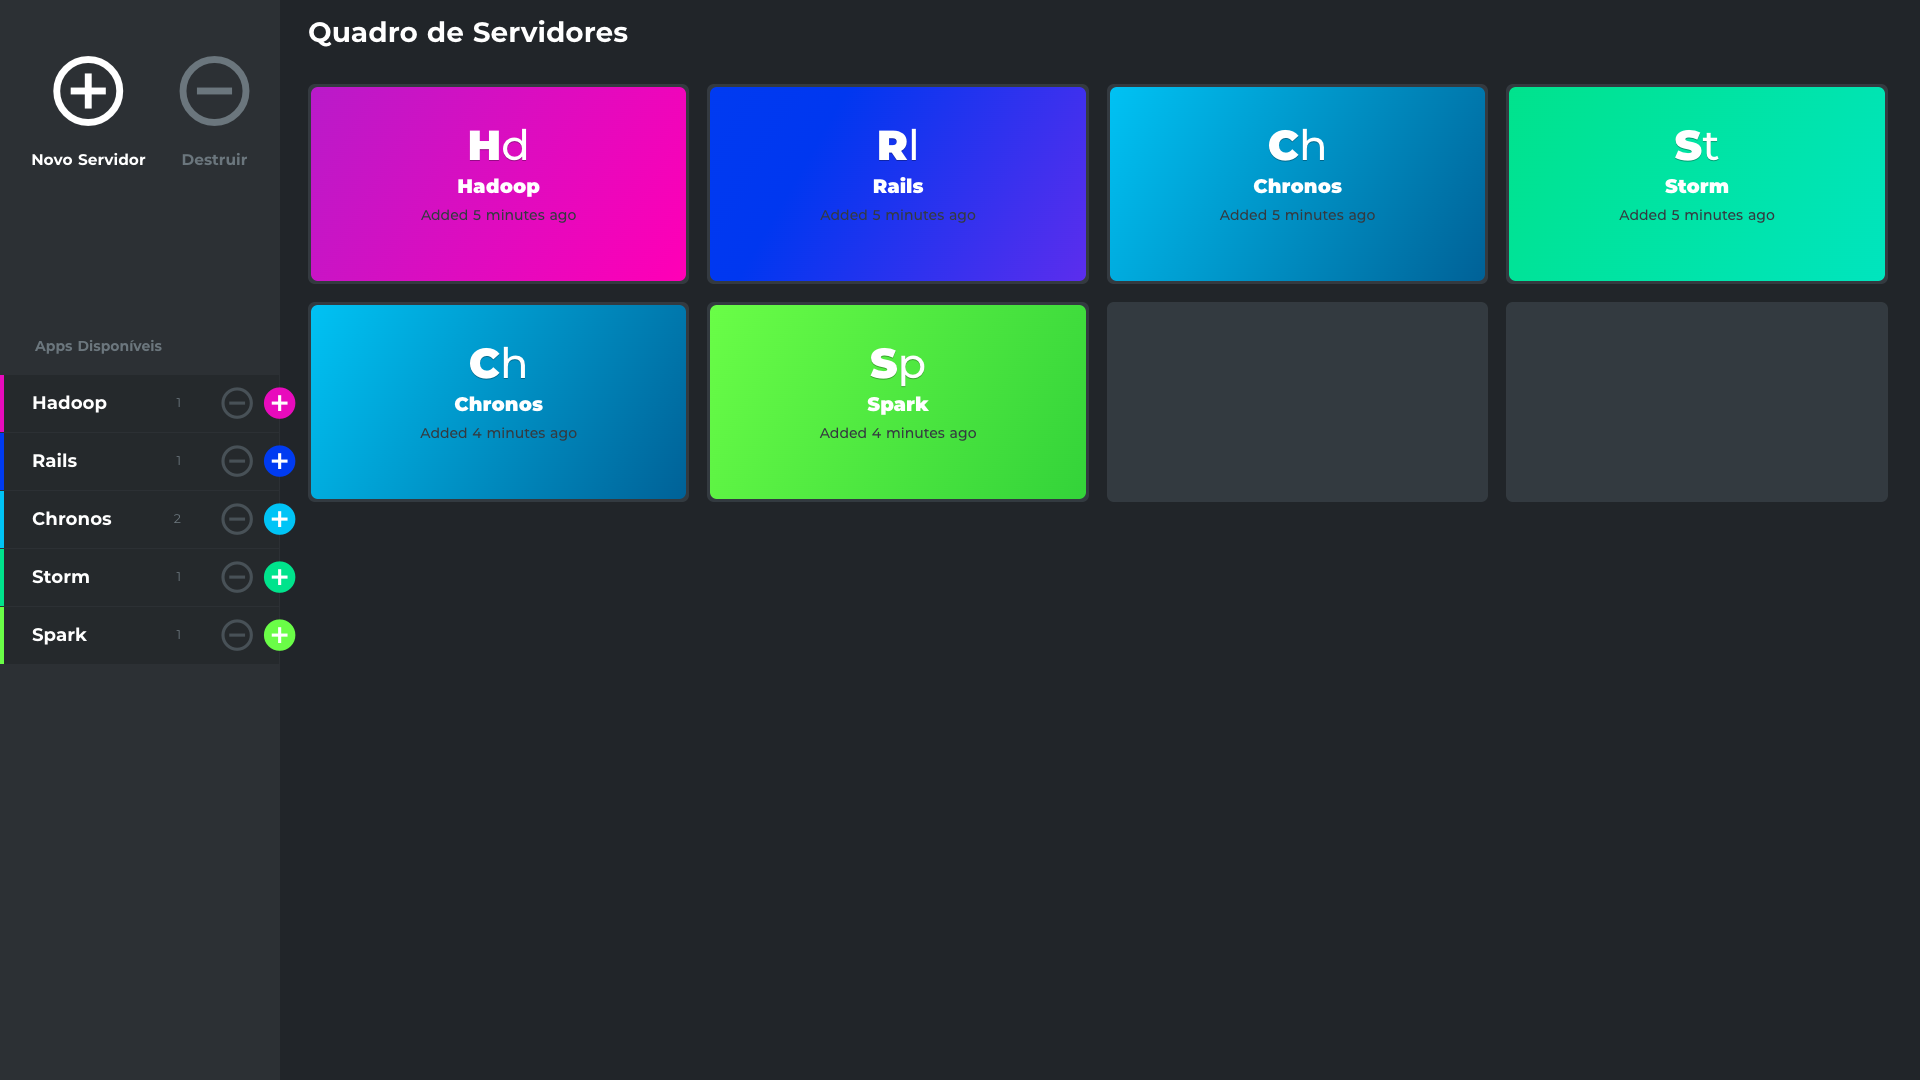 Novo Servidor
Destruir
Apps Disponíveis
Hadoop 1
Rails 1
Chronos 2
Storm 1
Spark 1
Quadro de Servidores
Hd
Hadoop
Added 5 minutes ago
Rl
Rails
Added 5 minutes ago
Ch
Chronos
Added 5 minutes ago
St
Storm
Added 5 minutes ago
Ch
Chronos
Added 4 minutes ago
Sp
Spark
Added 4 minutes ago